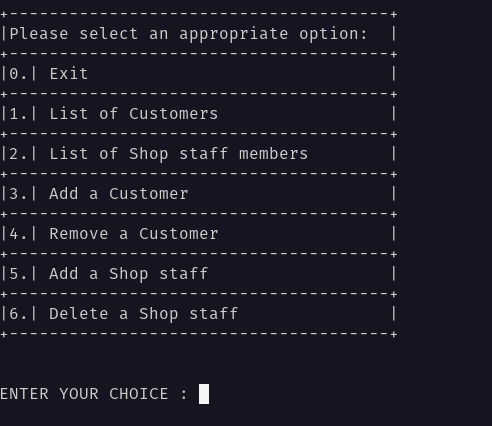 +--------------------------------------+
|Please select an appropriate option:  |
+--------------------------------------+
|0.| Exit                              |
+--------------------------------------+
|1.| List of Customers                 |
+--------------------------------------+
|2.| List of Shop staff members        |
+--------------------------------------+
|3.| Add a Customer                    |
+--------------------------------------+
|4.| Remove a Customer                 |
+--------------------------------------+
|5.| Add a Shop staff                  |
+--------------------------------------+
|6.| Delete a Shop staff               |
+--------------------------------------+
ENTER YOUR CHOICE :